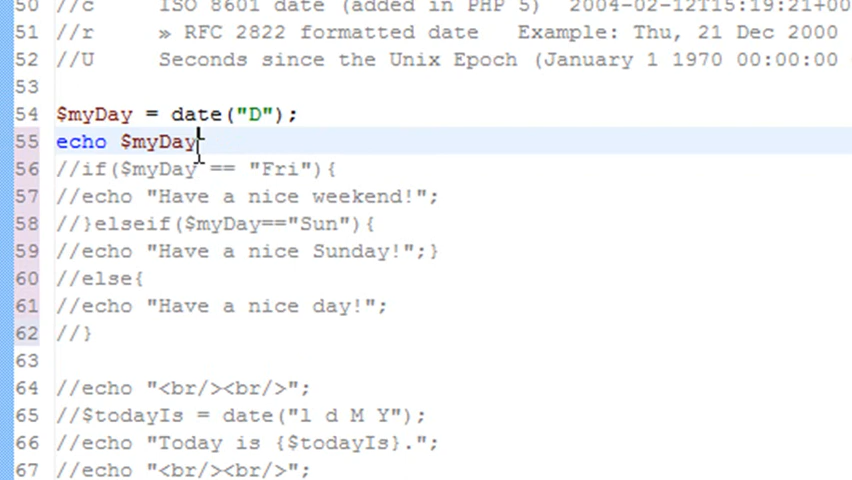 50 //c ISO 8601 date (added in PHP 5) 2004-02-12T15:19:21+00
51 //r » RFC 2822 formatted date Example: Thu, 21 Dec 2000
52 //U Seconds since the Unix Epoch (January 1 1970 00:00:00
53
54 $myDay = date("D");
55 echo $myDay
56 //if($myDay == "Fri"){
57 //echo "Have a nice weekend!";
58 //}elseif($myDay=="Sun"){
59 //echo "Have a nice Sunday!";}
60 //else{
61 //echo "Have a nice day!";
62 //}
63
64 //echo "<br/><br/>";
65 //$todayIs = date("l d M Y");
66 //echo "Today is {$todayIs}.";
67 //echo "<br/><br/>";